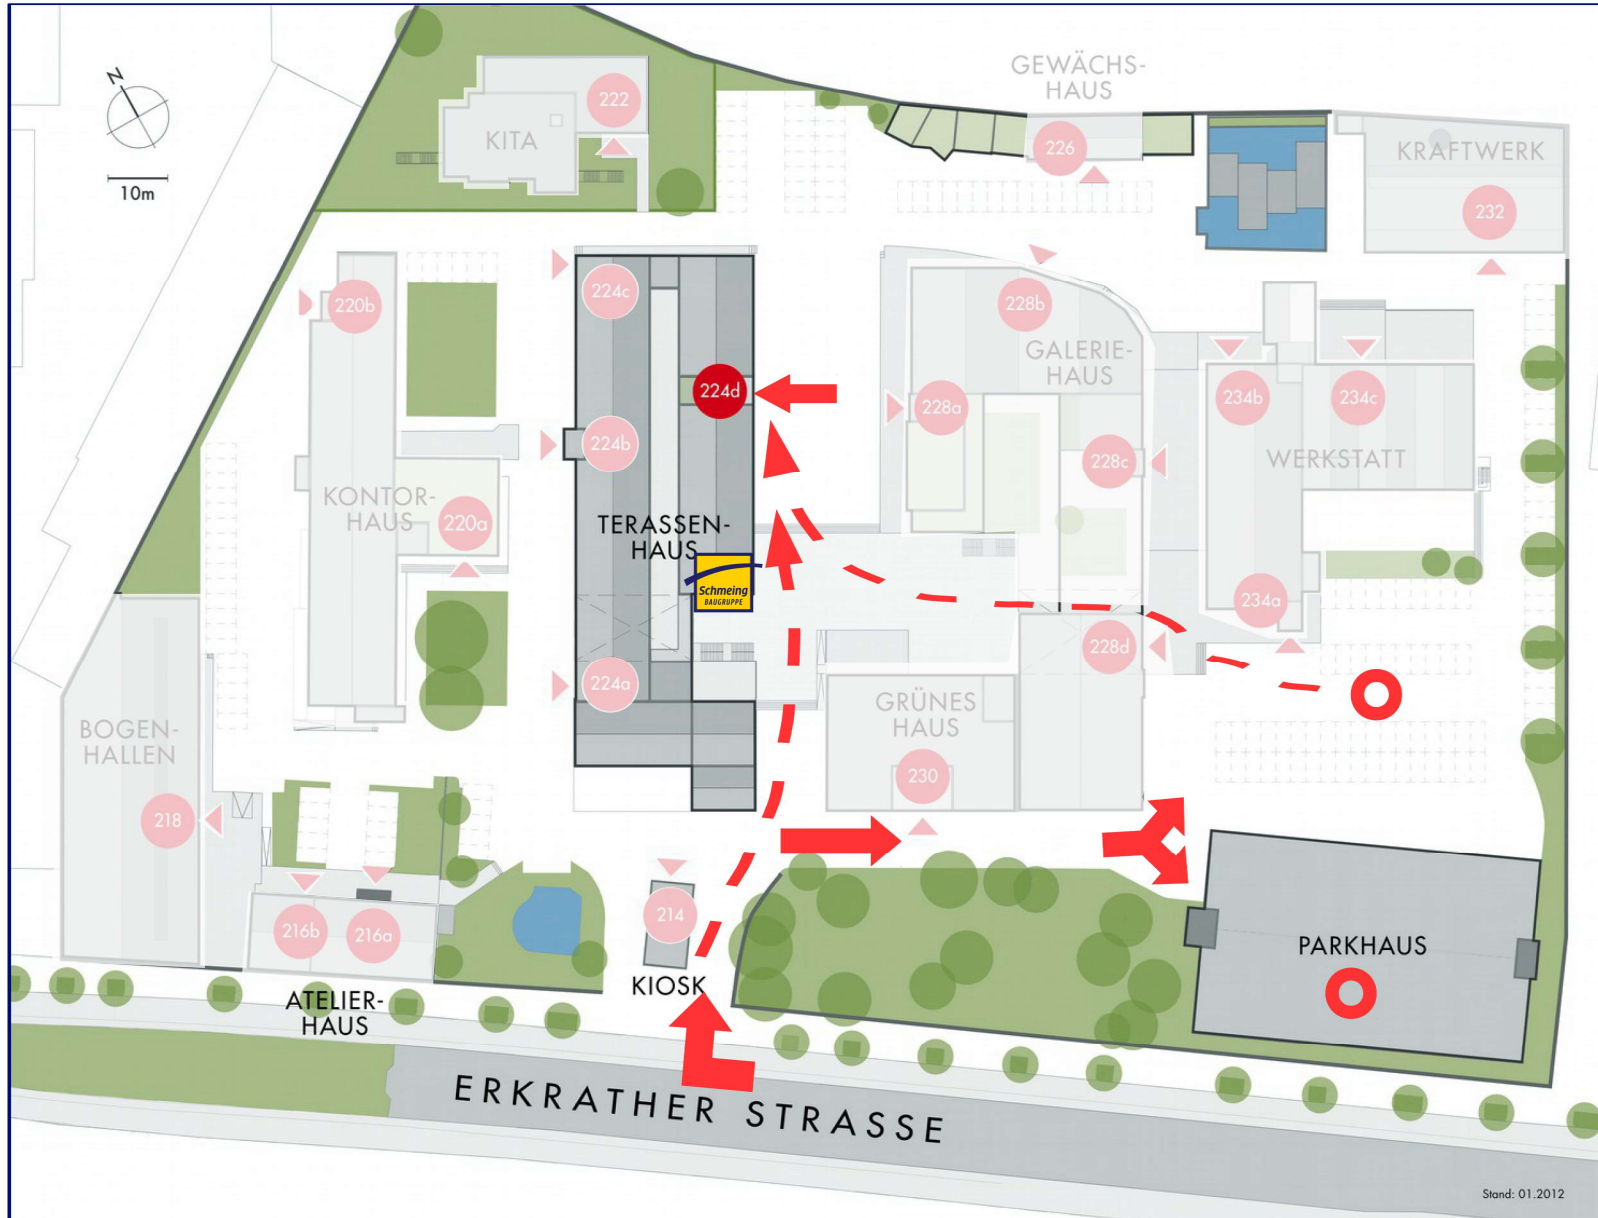 N
10m
222
KITA
GEWÄCHS-
HAUS
226
KRAFTWERK
232
220b
224c
228b
GALERIE-
HAUS
224d
228a
234b
234c
224b
228c
WERKSTATT
KONTOR-
HAUS
220a
TERASSEN-
HAUS
Schmeing
BAUGRUPPE
234a
228d
224a
GRÜNES
HAUS
230
BOGEN-
HALLEN
218
216b
216a
214
KIOSK
ATELIER-
HAUS
PARKHAUS
ERKRATHER STRASSE
Stand: 01.2012